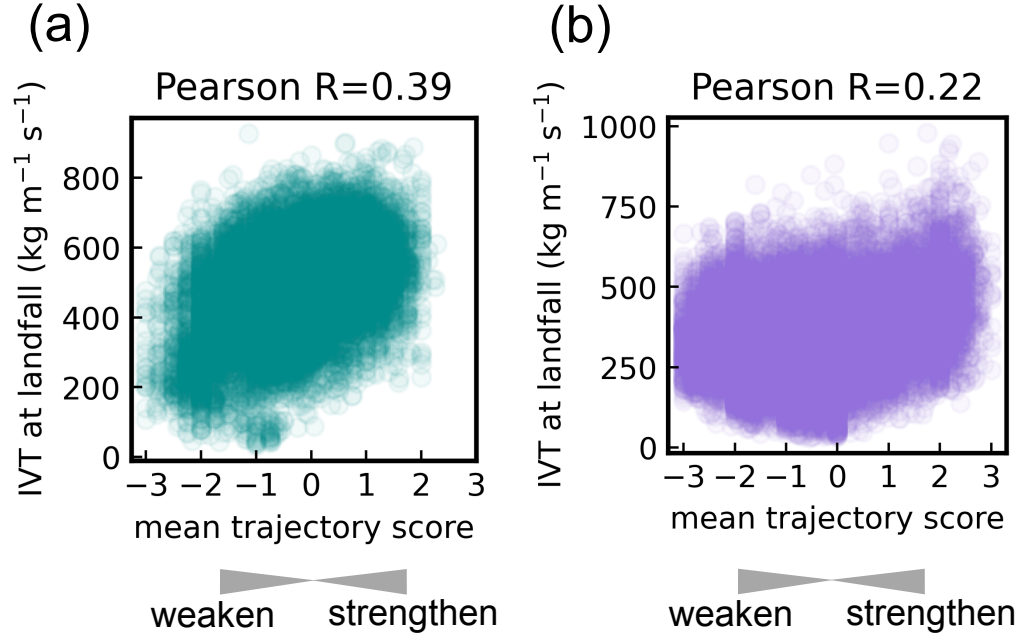 (a)
Pearson R=0.39
IVT at landfall (kg m⁻¹ s⁻¹)
800
600
400
200
0
−3 −2 −1 0 1 2 3
mean trajectory score
weaken strengthen
(b)
Pearson R=0.22
IVT at landfall (kg m⁻¹ s⁻¹)
1000
750
500
250
0
−3 −2 −1 0 1 2 3
mean trajectory score
weaken strengthen